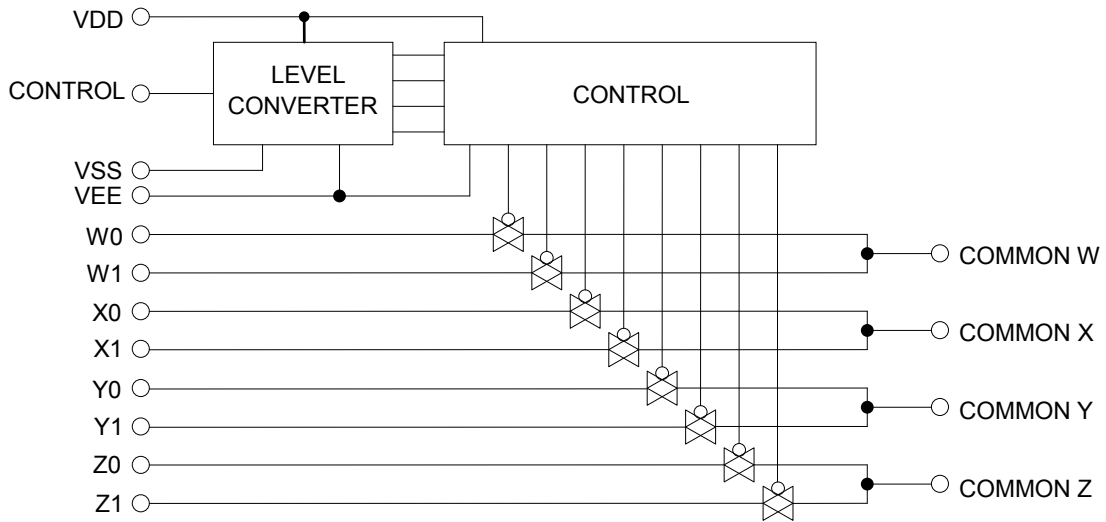 VDD
CONTROL
LEVEL
CONVERTER
CONTROL
VSS
VEE
W0
W1
X0
X1
Y0
Y1
Z0
Z1
COMMON W
COMMON X
COMMON Y
COMMON Z